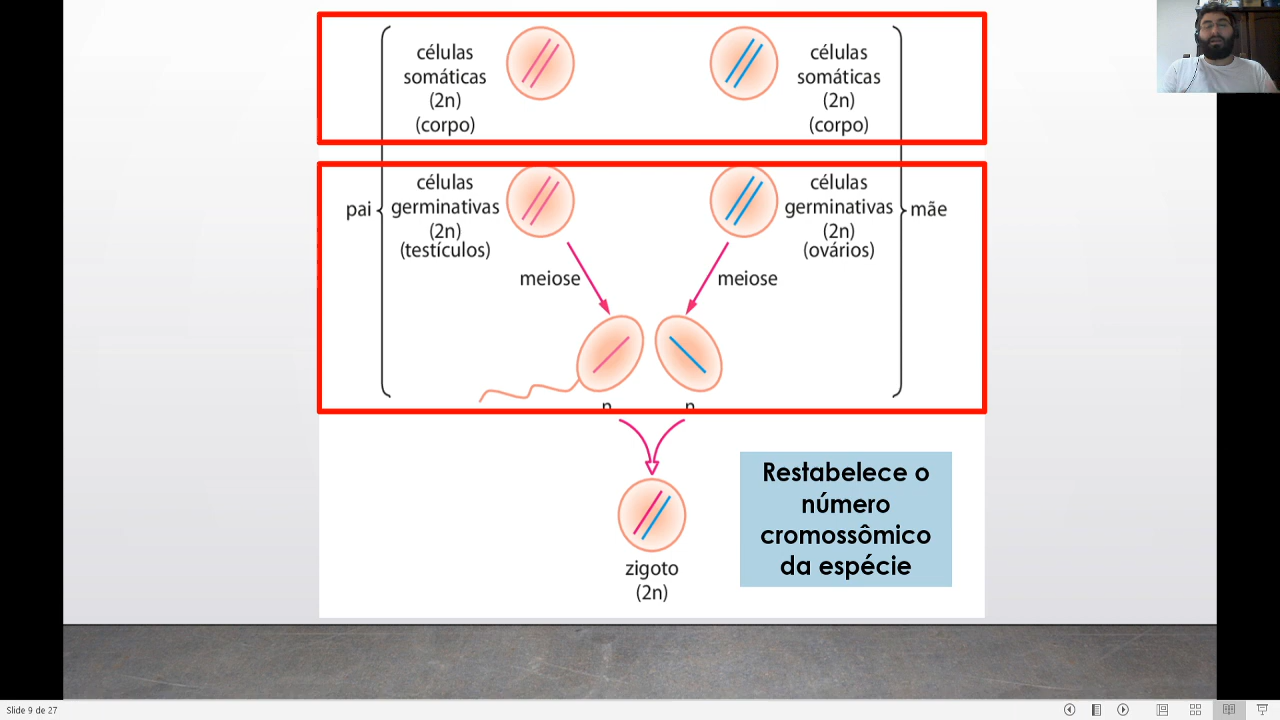 células
somáticas
(2n)
(corpo)
células
somáticas
(2n)
(corpo)
pai
células
germinativas
(2n)
(testículos)
células
germinativas
(2n)
(ovários)
mãe
meiose
meiose
n
n
zigoto
(2n)
Restabelece o
número
cromossômico
da espécie
Slide 9 de 27